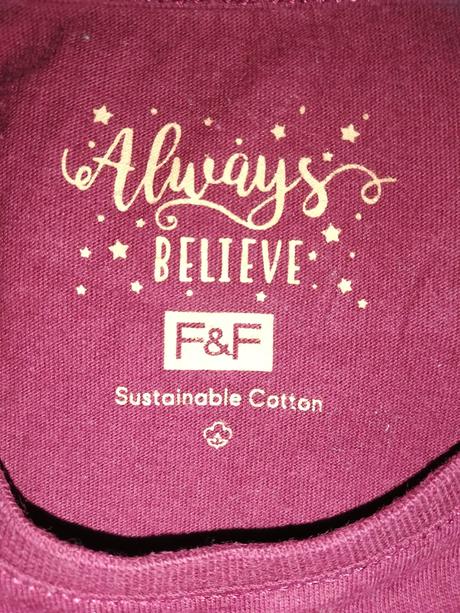 Always
BELIEVE
F&F
Sustainable Cotton